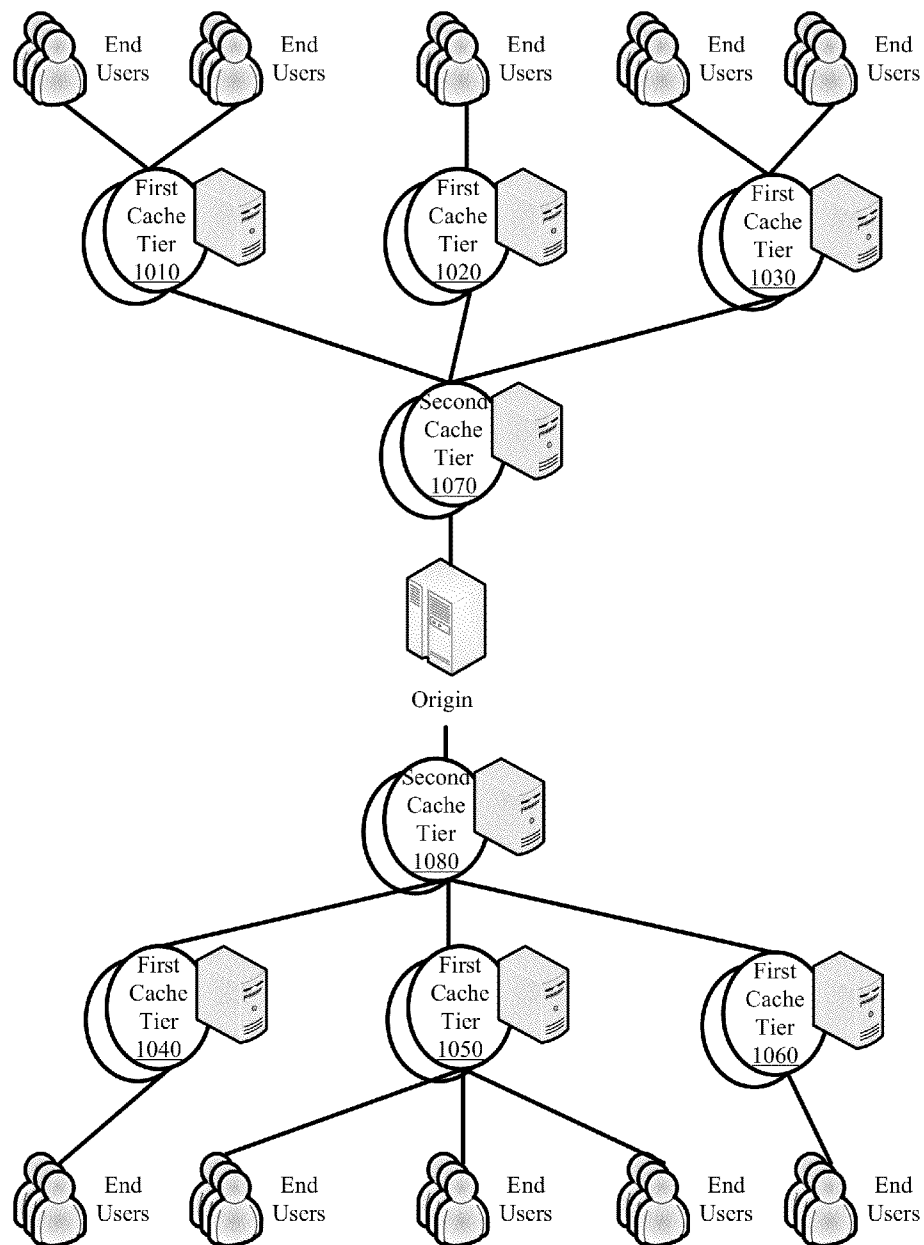 End
Users
End
Users
End
Users
End
Users
End
Users
First
Cache
Tier
1010
First
Cache
Tier
1020
First
Cache
Tier
1030
Second
Cache
Tier
1070
Origin
Second
Cache
Tier
1080
First
Cache
Tier
1040
First
Cache
Tier
1050
First
Cache
Tier
1060
End
Users
End
Users
End
Users
End
Users
End
Users